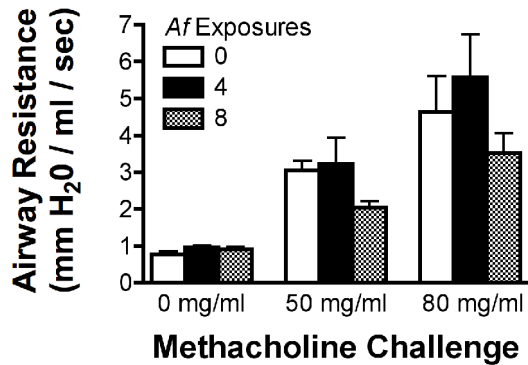 Airway Resistance
(mm H₂0 / ml / sec)
7
6
5
4
3
2
1
0
Af Exposures
0
4
8
0 mg/ml 50 mg/ml 80 mg/ml
Methacholine Challenge